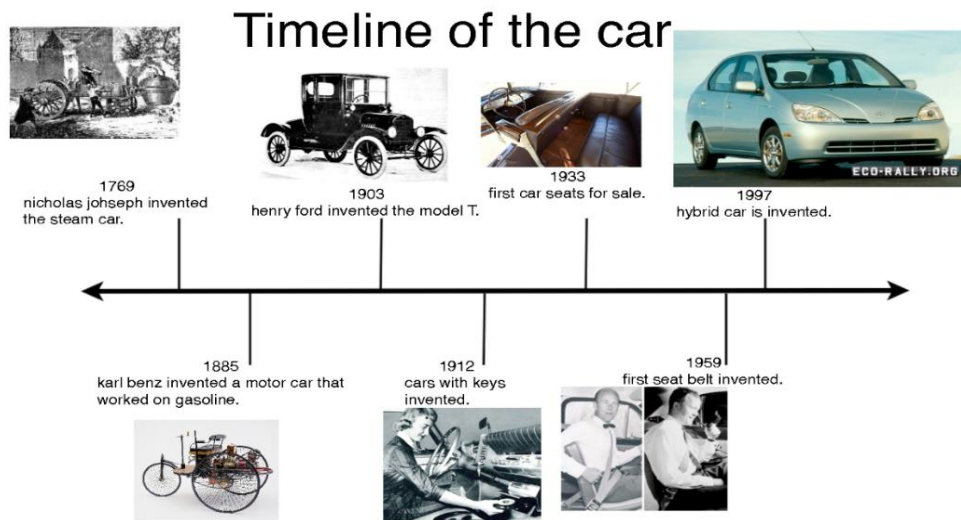 Timeline of the car
1769
nicholas johseph invented
the steam car.
1903
henry ford invented the model T.
1933
first car seats for sale.
ECO-RALLY.ORG
1997
hybrid car is invented.
1885
karl benz invented a motor car that
worked on gasoline.
1912
cars with keys
invented.
1959
first seat belt invented.